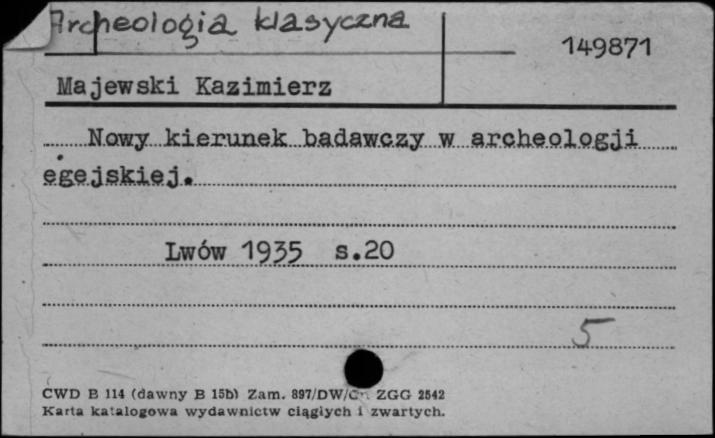 Archeologia klasyczna
149871
Majewski Kazimierz
Nowy kierunek badawczy w archeologji
egejskiej.
Lwów 1935 s.20
5
CWD B 114 (dawny B 15b) Zam. 897/DW/ ZGG 2542
Karta katalogowa wydawnictw ciągłych i zwartych.